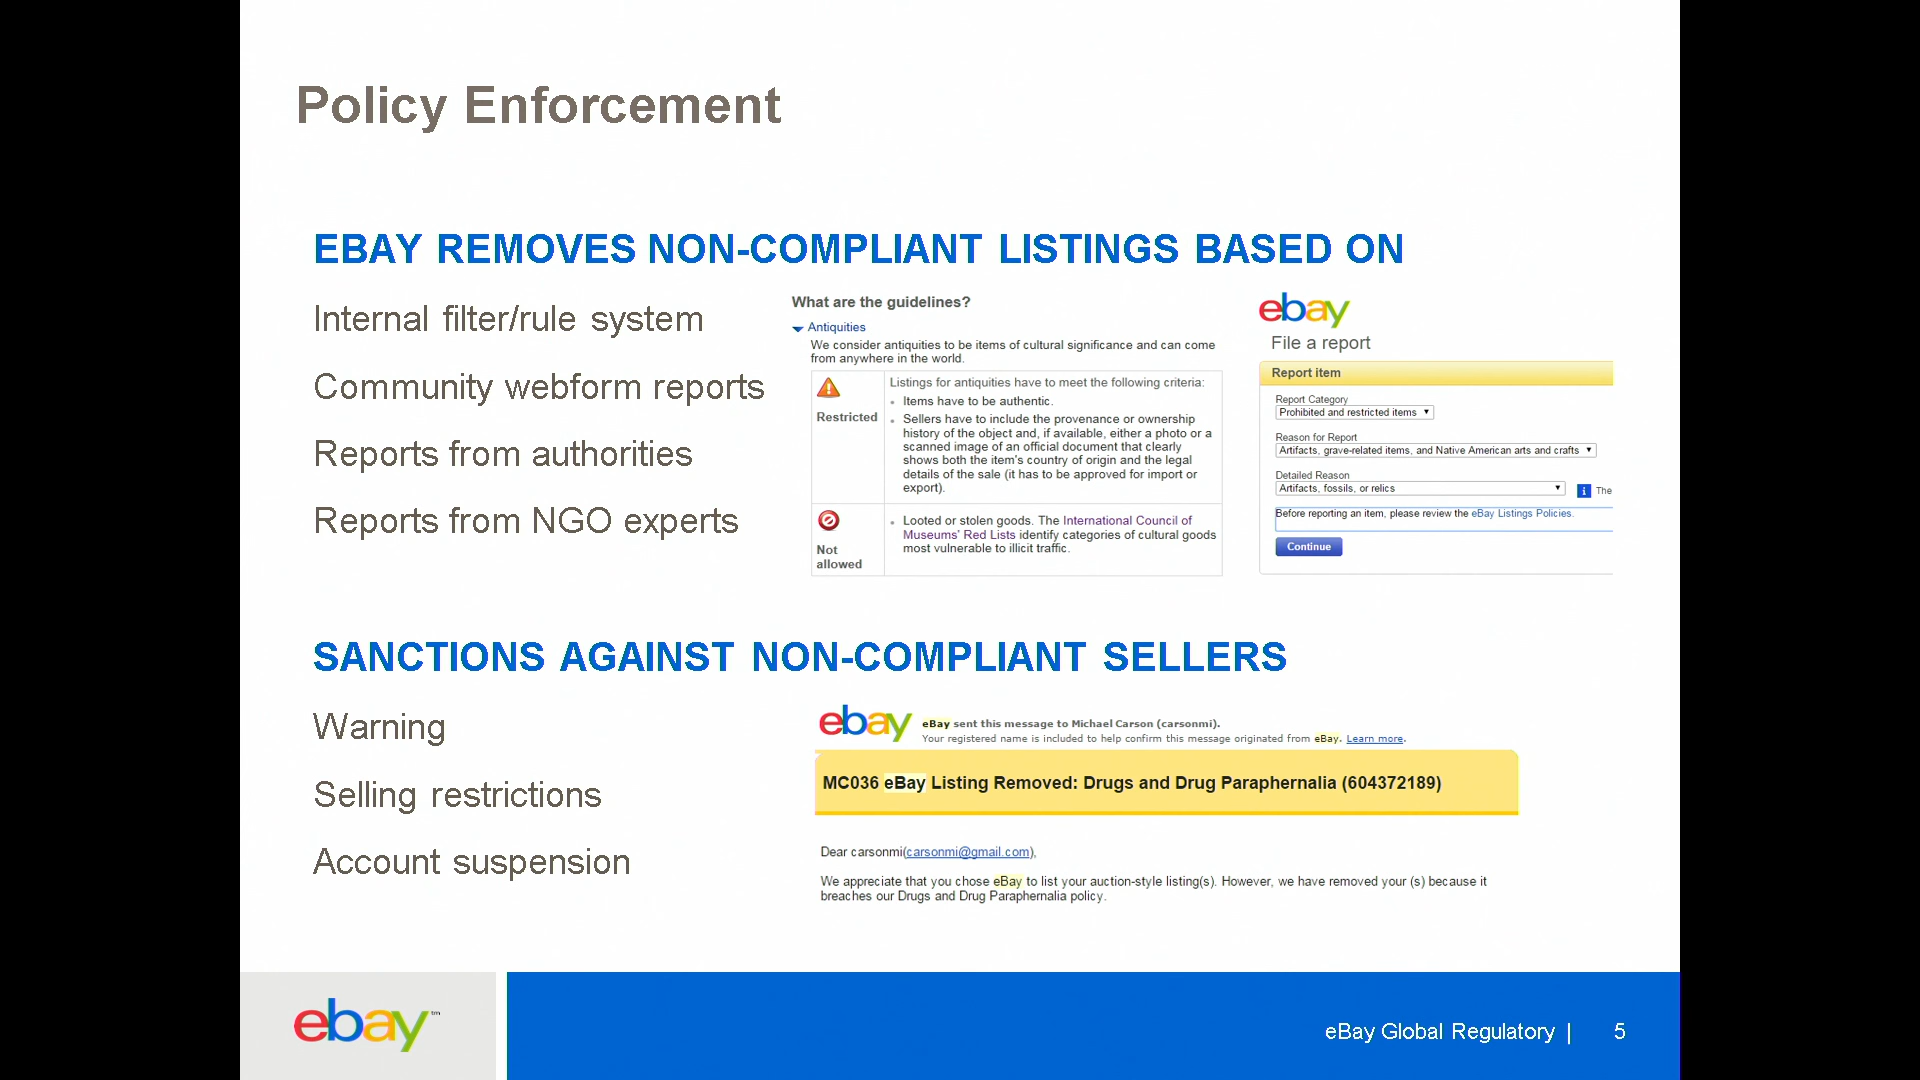 Policy Enforcement
EBAY REMOVES NON-COMPLIANT LISTINGS BASED ON
Internal filter/rule system
Community webform reports
Reports from authorities
Reports from NGO experts
What are the guidelines?
Antiquities
We consider antiquities to be items of cultural significance and can come
from anywhere in the world.
Restricted
Listings for antiquities have to meet the following criteria:
Items have to be authentic.
Sellers have to include the provenance or ownership
history of the object and, if available, either a photo or a
scanned image of an official document that clearly
shows both the item's country of origin and the legal
details of the sale (it has to be approved for import or
export).
Not
allowed
Looted or stolen goods. The International Council of
Museums' Red Lists identify categories of cultural goods
most vulnerable to illicit traffic.
ebay
File a report
Report item
Report Category
Prohibited and restricted items
Reason for Report
Artifacts, grave-related items, and Native American arts and crafts
Detailed Reason
Artifacts, fossils, or relics
i The
Before reporting an item, please review the eBay Listings Policies.
Continue
SANCTIONS AGAINST NON-COMPLIANT SELLERS
Warning
Selling restrictions
Account suspension
ebay
eBay sent this message to Michael Carson (carsonmi).
Your registered name is included to help confirm this message originated from eBay. Learn more.
MC036 eBay Listing Removed: Drugs and Drug Paraphernalia (604372189)
Dear carsonmi(carsonmi@gmail.com),
We appreciate that you chose eBay to list your auction-style listing(s). However, we have removed your (s) because it
breaches our Drugs and Drug Paraphernalia policy.
ebay™
eBay Global Regulatory | 5